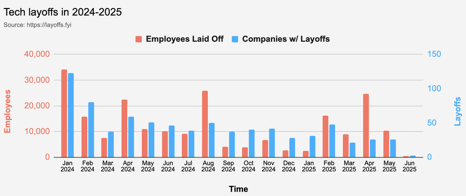 Tech layoffs in 2024-2025
Source: https://layoffs.fyi
Employees Laid Off
Companies w/ Layoffs
40,000
30,000
20,000
10,000
0
Employees
150
100
50
0
Layoffs
Jan 2024
Feb 2024
Mar 2024
Apr 2024
May 2024
Jun 2024
Jul 2024
Aug 2024
Sep 2024
Oct 2024
Nov 2024
Dec 2024
Jan 2025
Feb 2025
Mar 2025
Apr 2025
May 2025
Jun 2025
Time